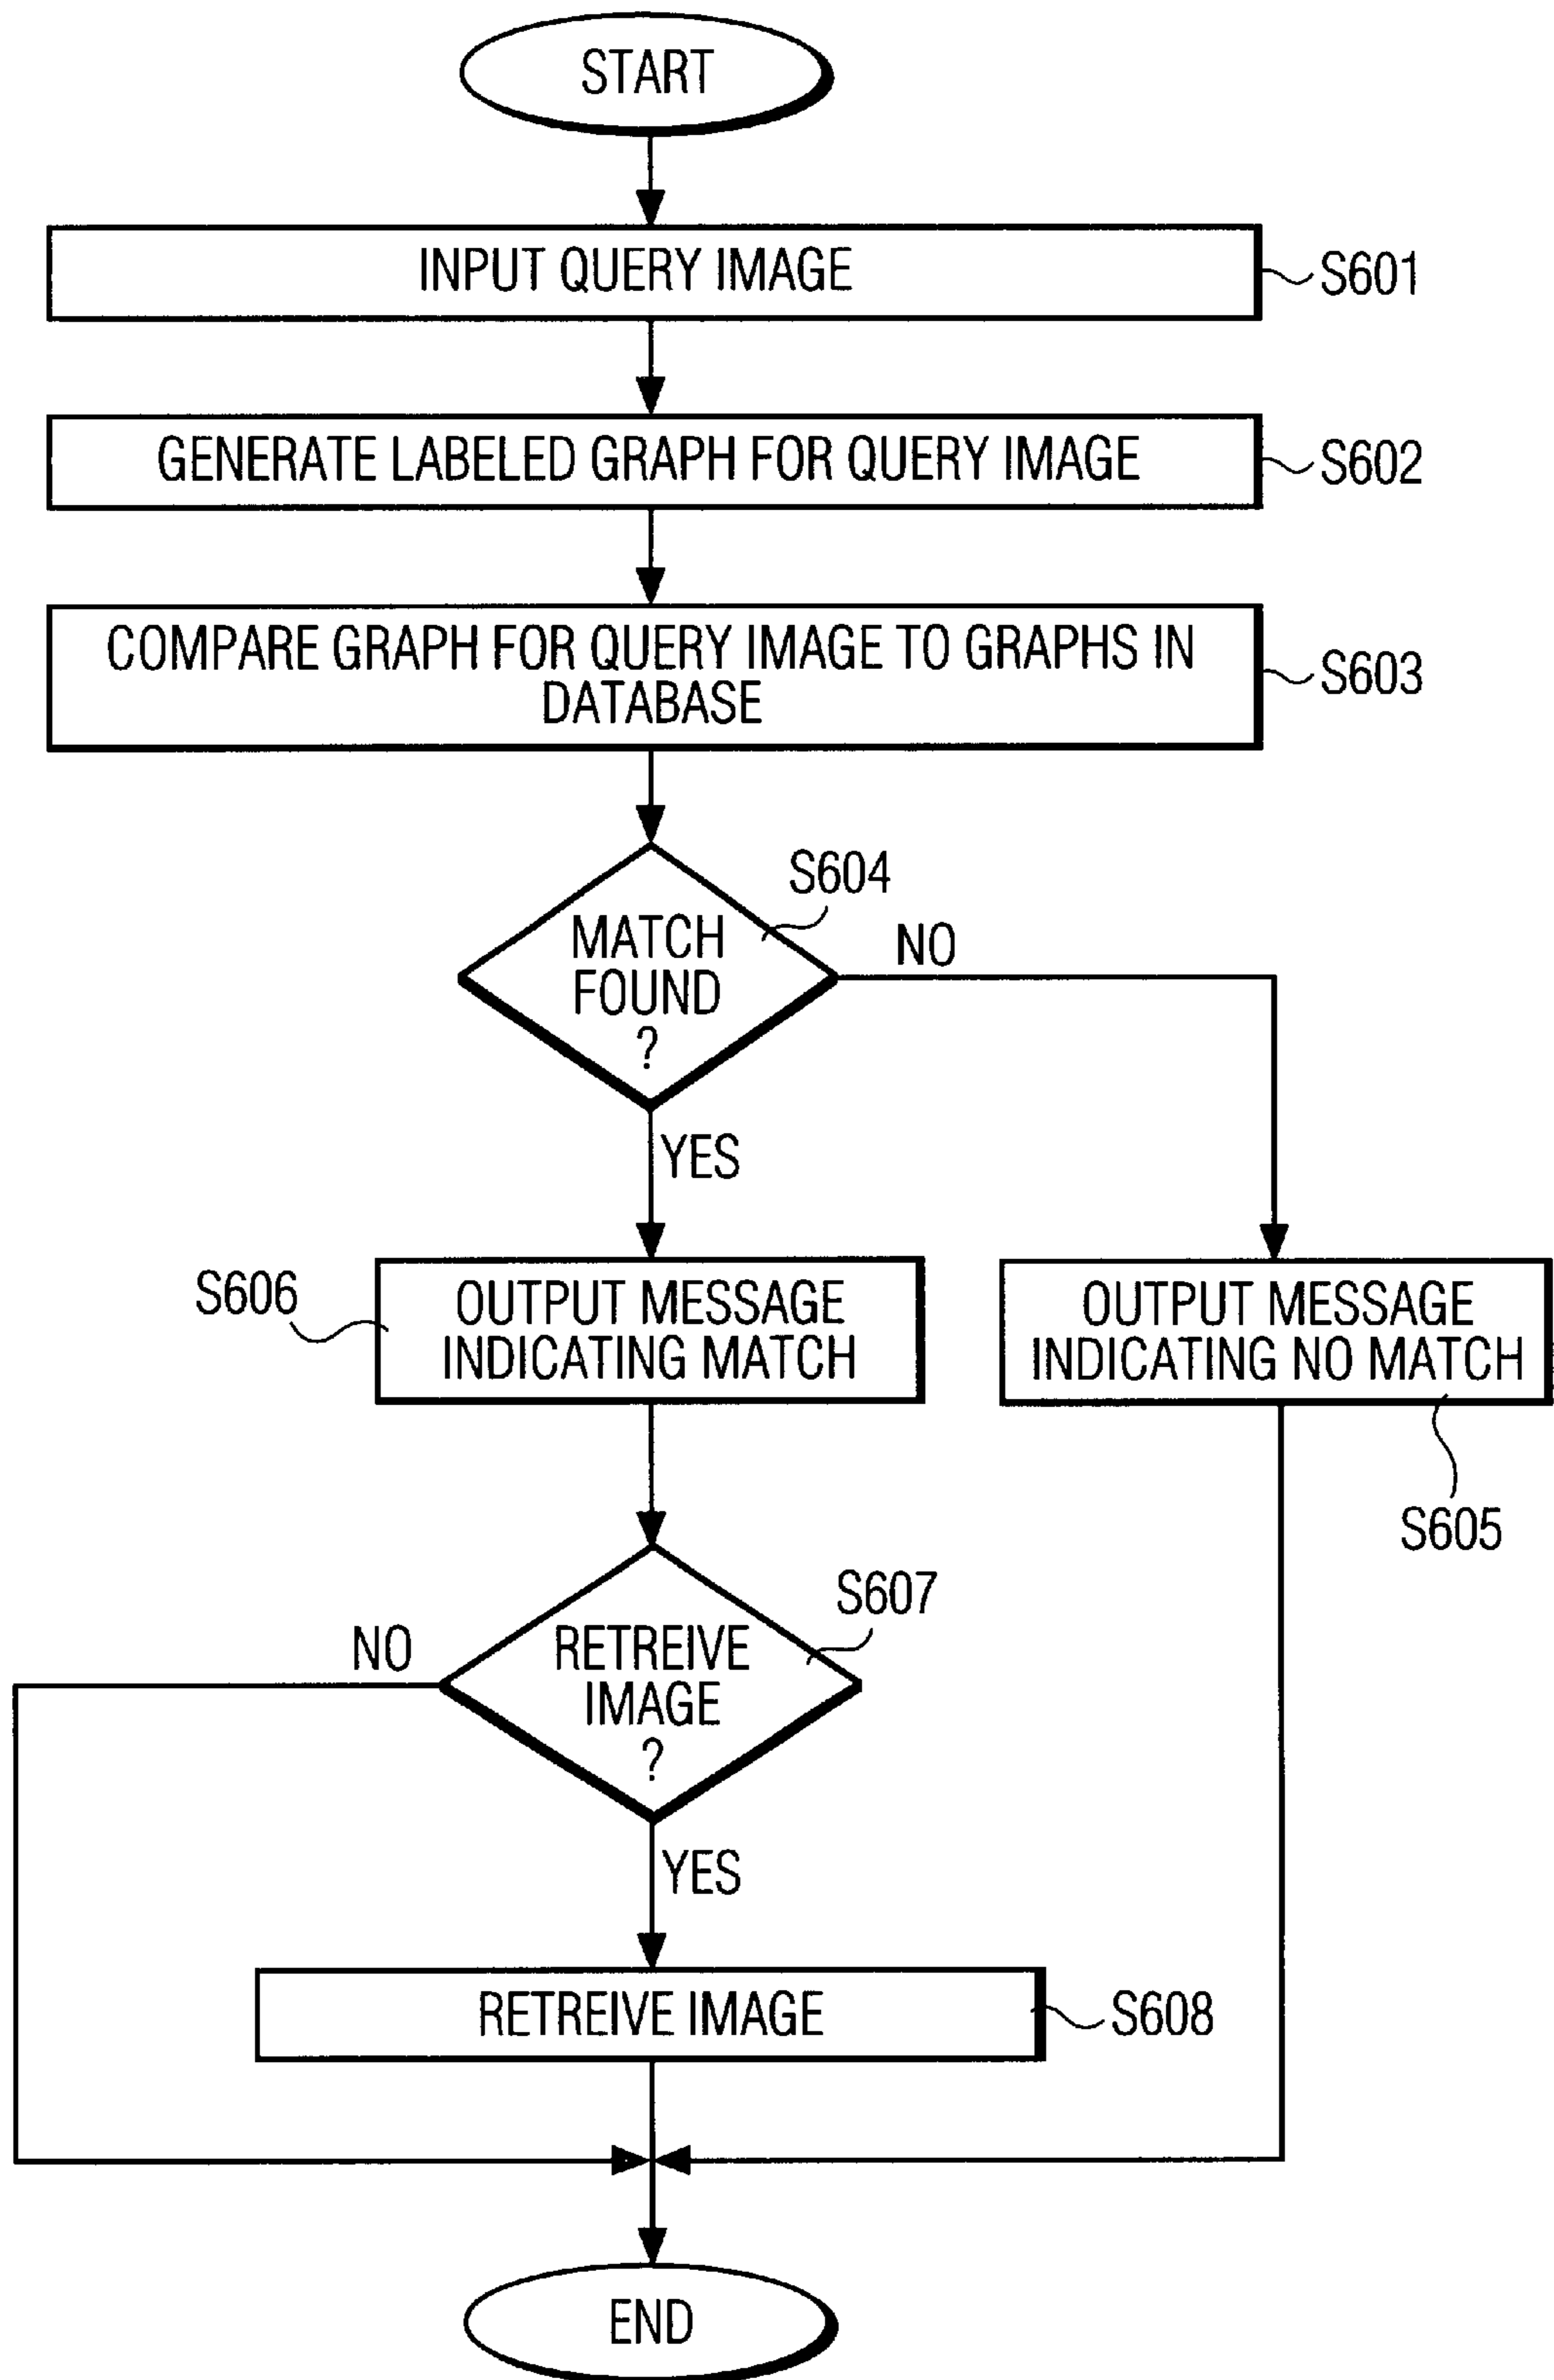 START
INPUT QUERY IMAGE
S601
GENERATE LABELED GRAPH FOR QUERY IMAGE
S602
COMPARE GRAPH FOR QUERY IMAGE TO GRAPHS IN
DATABASE
S603
S604
MATCH
FOUND
?
NO
YES
S606
OUTPUT MESSAGE
INDICATING MATCH
OUTPUT MESSAGE
INDICATING NO MATCH
S605
S607
NO
RETREIVE
IMAGE
?
YES
RETREIVE IMAGE
S608
END